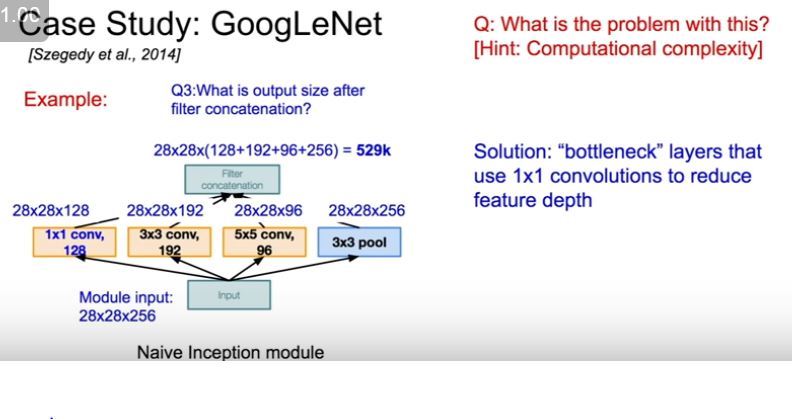 1.00
Case Study: GoogLeNet
[Szegedy et al., 2014]
Q: What is the problem with this?
[Hint: Computational complexity]
Example:
Q3:What is output size after
filter concatenation?
28x28x(128+192+96+256) = 529k
Filter
concatenation
28x28x128
28x28x192
28x28x96
28x28x256
1x1 conv,
128
3x3 conv,
192
5x5 conv,
96
3x3 pool
Module input:
28x28x256
Input
Naive Inception module
Solution: “bottleneck” layers that
use 1x1 convolutions to reduce
feature depth